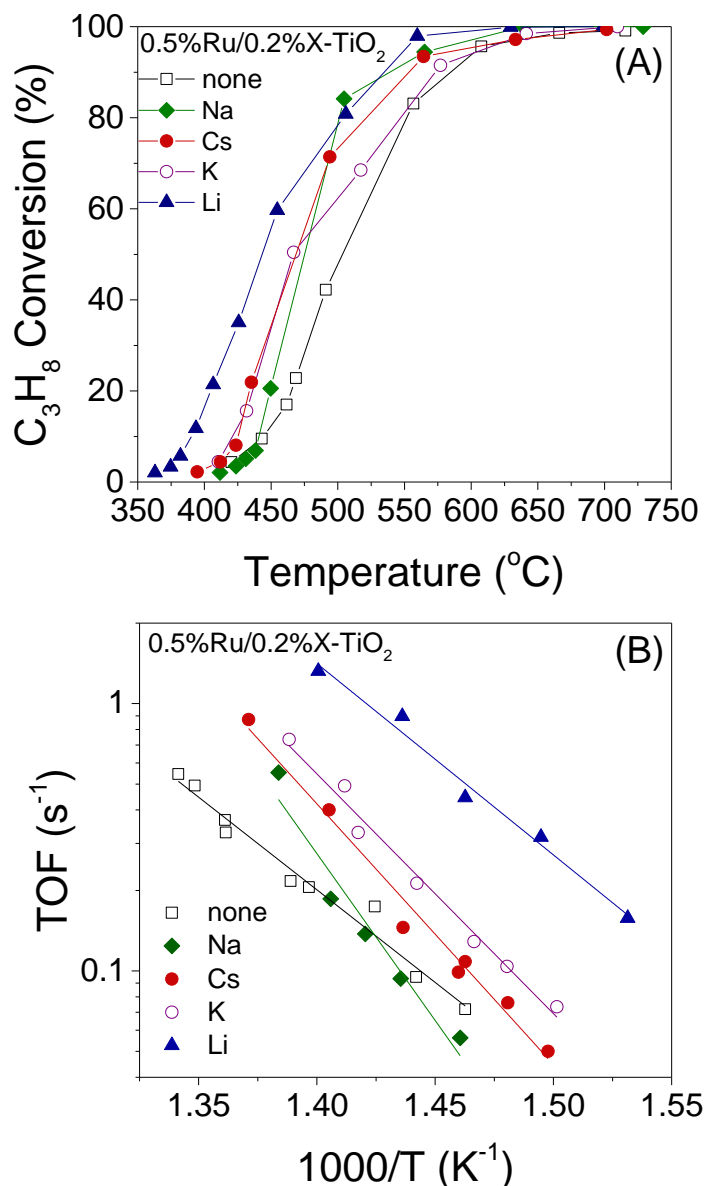 0.5%Ru/0.2%X-TiO₂
(A)
none
Na
Cs
K
Li
C₃H₈ Conversion (%)
100
80
60
40
20
0
350 400 450 500 550 600 650 700 750
Temperature (°C)
0.5%Ru/0.2%X-TiO₂
(B)
TOF (s⁻¹)
1
0.1
none
Na
Cs
K
Li
1.35 1.40 1.45 1.50 1.55
1000/T (K⁻¹)